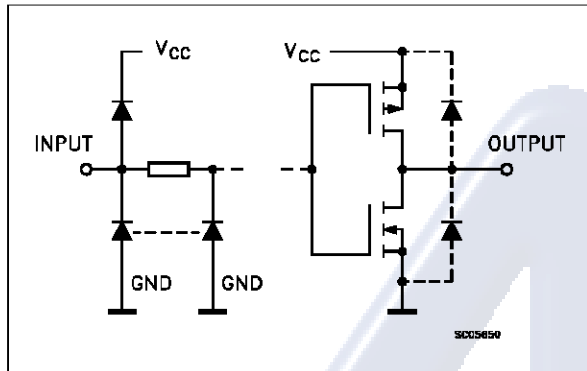 VCC
VCC
INPUT
OUTPUT
GND
GND
SC05850